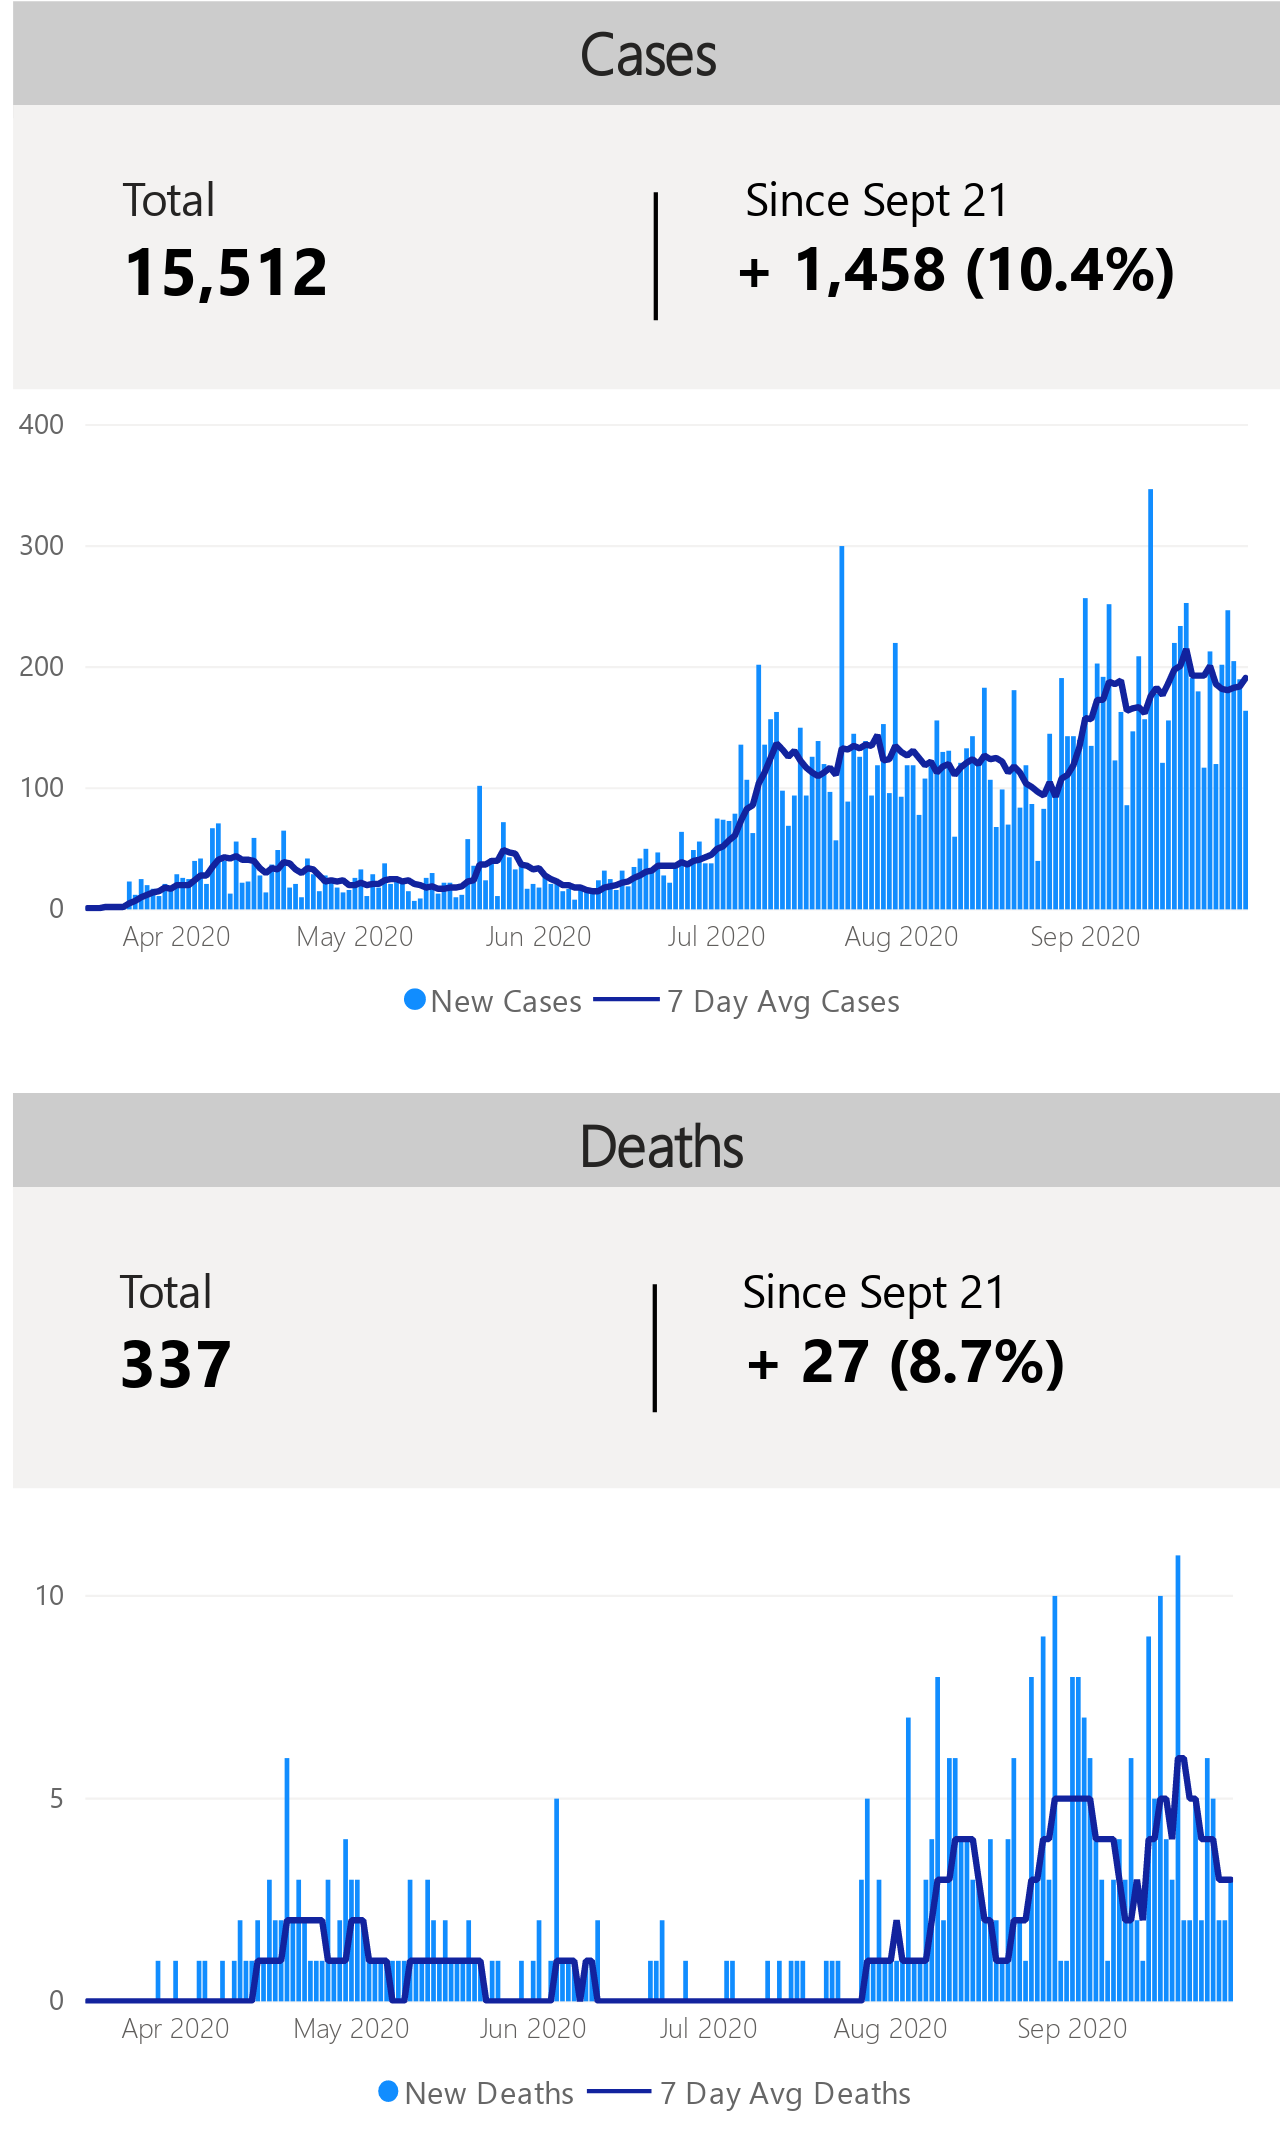 Cases
Total
Since Sept 21
15,512
+ 1,458 (10.4%)
400
300
200
100
0
Apr 2020 May 2020 Jun 2020 Jul 2020 Aug 2020 Sep 2020
New Cases 7 Day Avg Cases
Deaths
Total
Since Sept 21
337
+ 27 (8.7%)
10
5
0
Apr 2020 May 2020 Jun 2020 Jul 2020 Aug 2020 Sep 2020
New Deaths 7 Day Avg Deaths